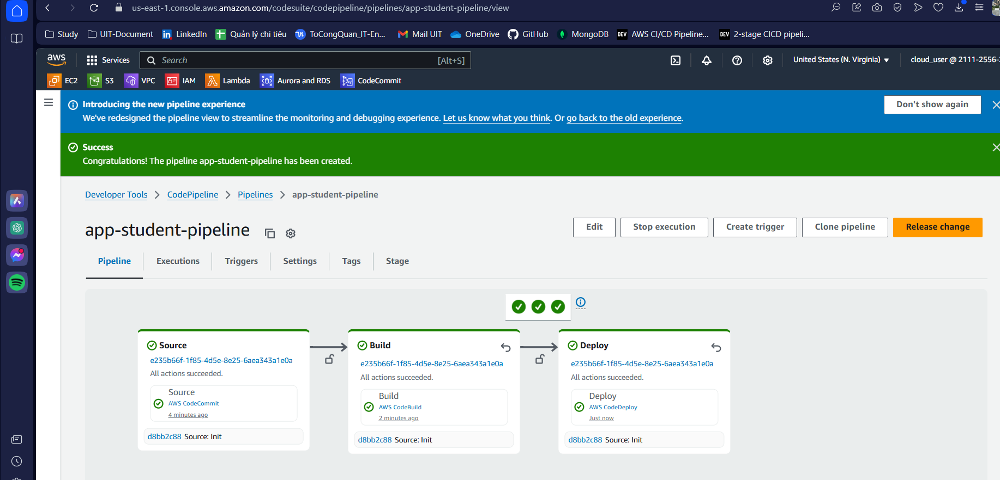 us-east-1.console.aws.amazon.com/codesuite/codepipeline/pipelines/app-student-pipeline/view
Study UIT-Document in LinkedIn Quản lý chi tiêu ToCongQuan_IT-En... Mail UIT OneDrive GitHub MongoDB DEV AWS CI/CD Pipeline... DEV 2-stage CICD pipeli...
aws Services Search [Alt+S] United States (N. Virginia) cloud_user @ 2111-2556-
EC2 S3 VPC IAM Lambda Aurora and RDS CodeCommit
Introducing the new pipeline experience
We've redesigned the pipeline view to streamline the monitoring and debugging experience. Let us know what you think. Or go back to the old experience.
Don't show again
Success
Congratulations! The pipeline app-student-pipeline has been created.
Developer Tools CodePipeline Pipelines app-student-pipeline
app-student-pipeline
Edit Stop execution Create trigger Clone pipeline Release change
Pipeline Executions Triggers Settings Tags Stage
Source
e235b66f-1f85-4d5e-8e25-6aea343a1e0a
All actions succeeded.
Source
AWS CodeCommit
4 minutes ago
d8bb2c88 Source: Init
Build
e235b66f-1f85-4d5e-8e25-6aea343a1e0a
All actions succeeded.
Build
AWS CodeBuild
2 minutes ago
d8bb2c88 Source: Init
Deploy
e235b66f-1f85-4d5e-8e25-6aea343a1e0a
All actions succeeded.
Deploy
AWS CodeDeploy
Just now
d8bb2c88 Source: Init